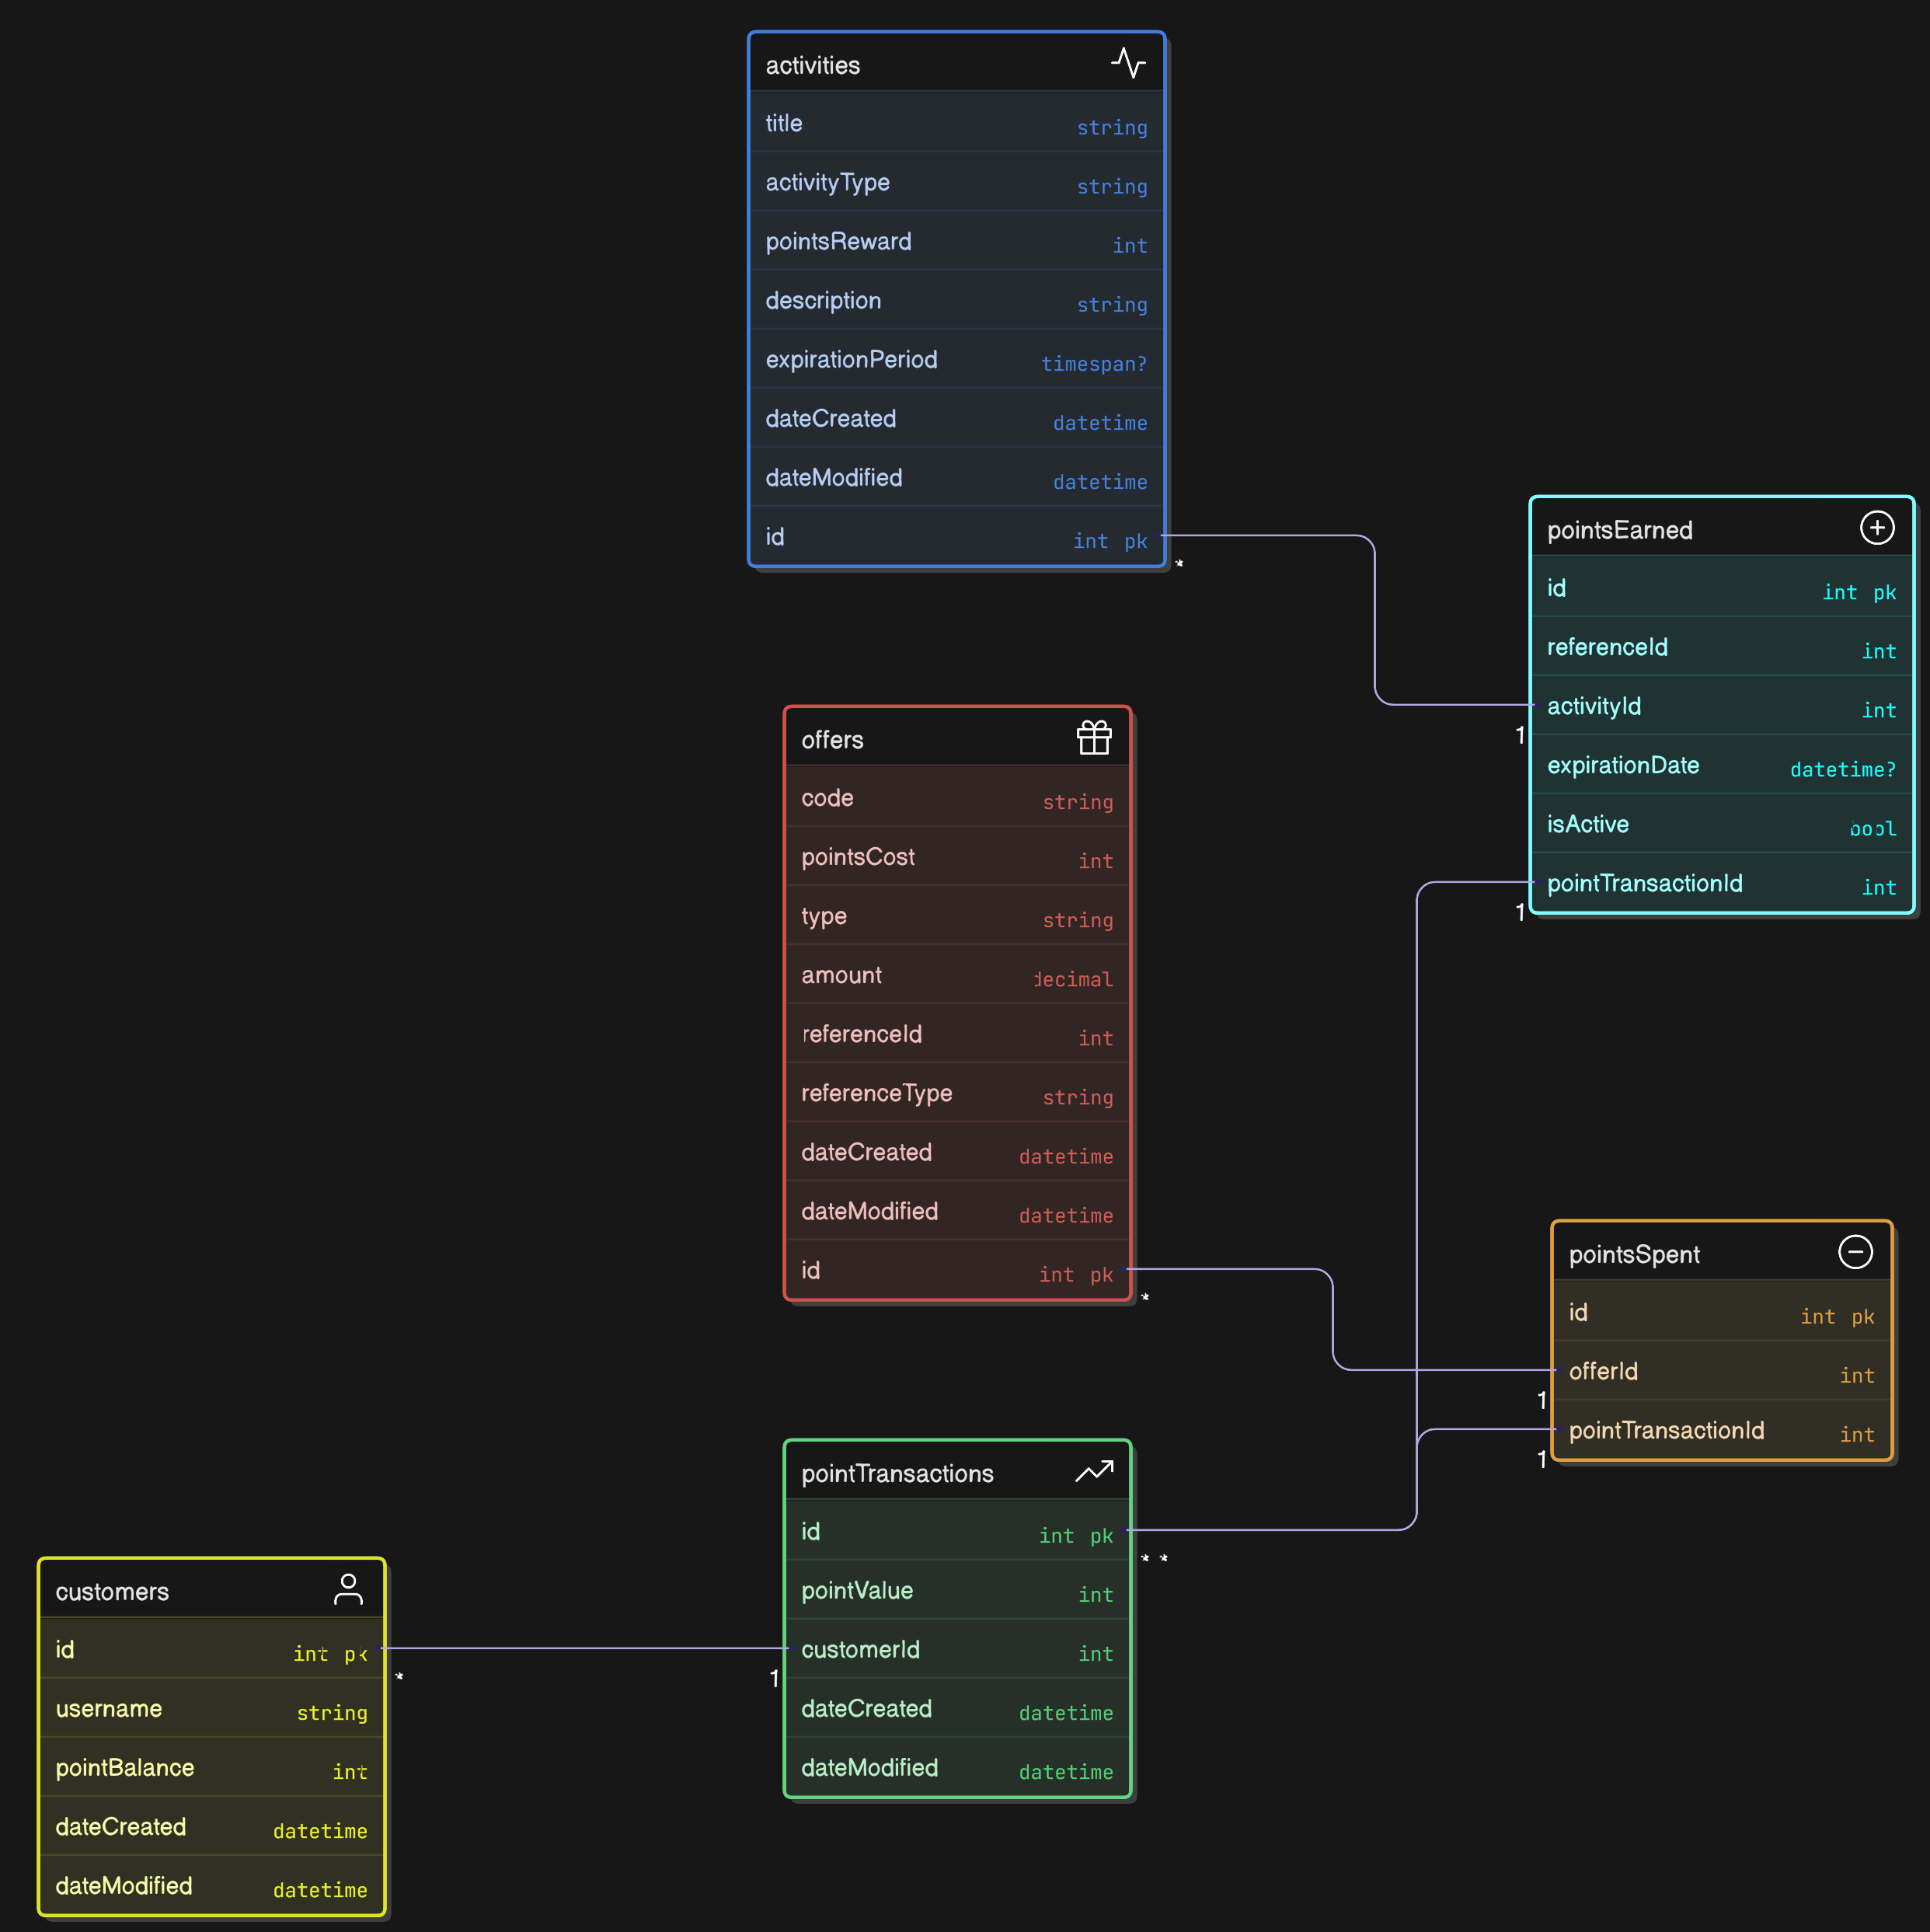 activities
title string
activityType string
pointsReward int
description string
expirationPeriod timespan?
dateCreated datetime
dateModified datetime
id int pk
*
pointsEarned
id int pk
referenceId int
activityId int
1
expirationDate datetime?
isActive bool
pointTransactionId int
1
offers
code string
pointsCost int
type string
amount decimal
referenceId int
referenceType string
dateCreated datetime
dateModified datetime
id int pk
*
pointsSpent
id int pk
offerId int
1
pointTransactionId int
1
pointTransactions
id int pk
* *
pointValue int
customerId int
1
dateCreated datetime
dateModified datetime
customers
id int pk
*
username string
pointBalance int
dateCreated datetime
dateModified datetime